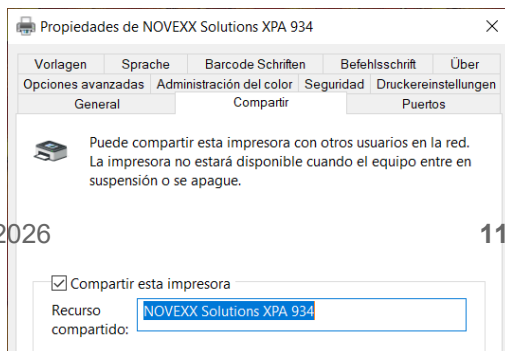 Propiedades de NOVEXX Solutions XPA 934
Vorlagen Sprache Barcode Schriften Befehlsschrift Über
Opciones avanzadas Administración del color Seguridad Druckereinstellungen
General Compartir Puertos
Puede compartir esta impresora con otros usuarios en la red.
La impresora no estará disponible cuando el equipo entre en
suspensión o se apague.
2026 11
Compartir esta impresora
Recurso
compartido:
NOVEXX Solutions XPA 934